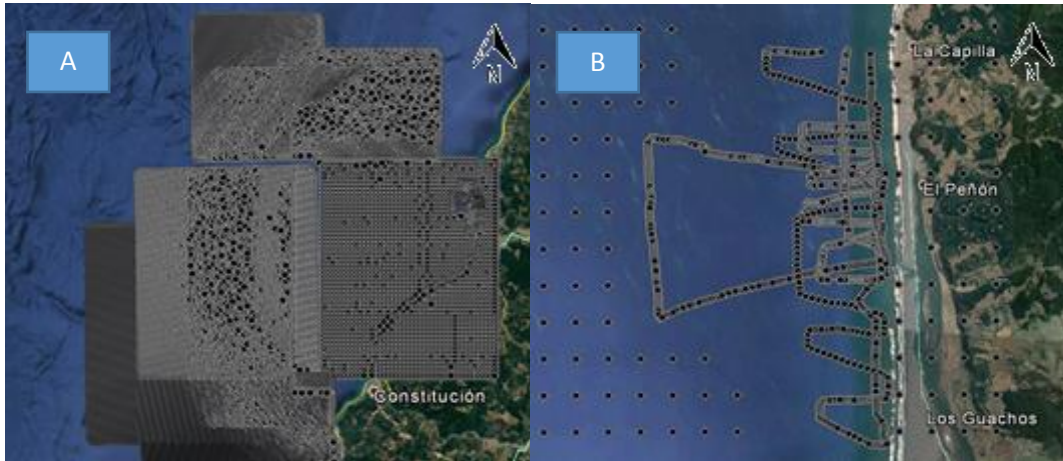 A
N
Constitución
B
N
La Capilla
El Peñón
Los Guachos